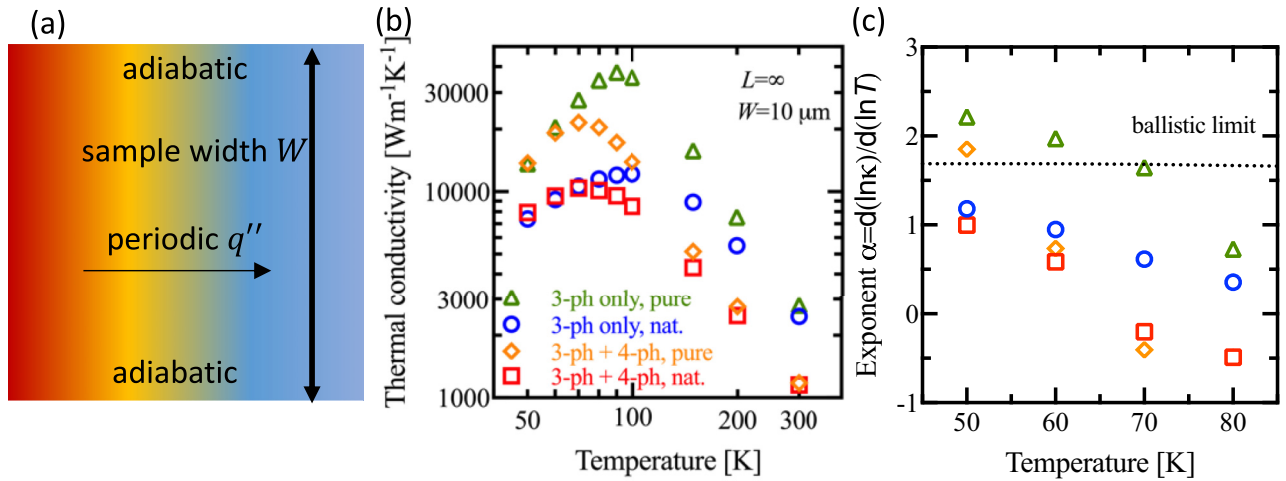 (a)
adiabatic
sample width W
periodic q′′
adiabatic
(b)
Thermal conductivity [Wm⁻¹K⁻¹]
30000
10000
3000
1000
L=∞
W=10 μm
3-ph only, pure
3-ph only, nat.
3-ph + 4-ph, pure
3-ph + 4-ph, nat.
50
100
200
300
Temperature [K]
(c)
Exponent α=d(lnκ)/d(lnT)
3
2
1
0
-1
ballistic limit
50
60
70
80
Temperature [K]